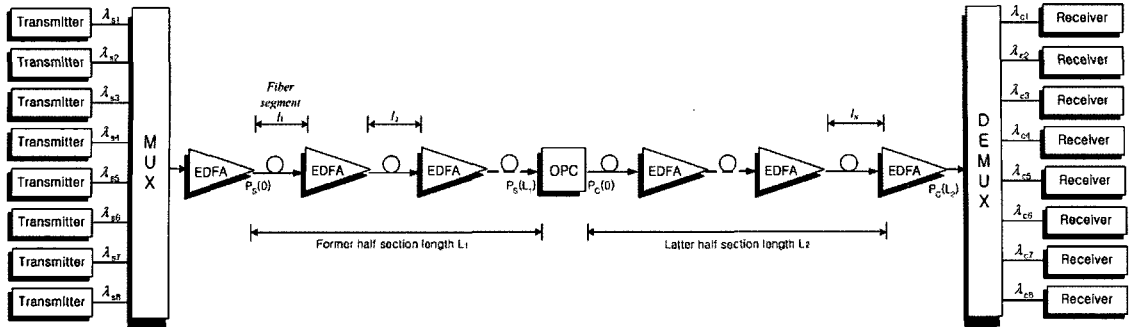 Transmitter λs1
Transmitter λs2
Transmitter λs3
Transmitter λs4
Transmitter λs5
Transmitter λs6
Transmitter λs7
Transmitter λs8
MUX
EDFA
PS(0)
Fiber
segment
l1
EDFA
l2
EDFA
PS(L1)
OPC
PC(0)
EDFA
EDFA
lN
EDFA
PC(L2)
Former half section length L1
Latter half section length L2
DEMUX
λc1 Receiver
λc2 Receiver
λc3 Receiver
λc4 Receiver
λc5 Receiver
λc6 Receiver
λc7 Receiver
λc8 Receiver